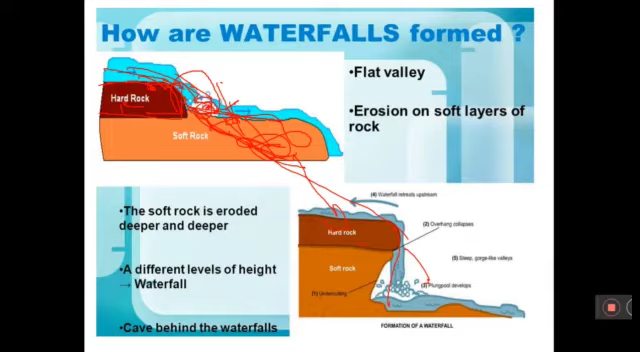 How are WATERFALLS formed ?
Hard Rock
Soft Rock
•Flat valley
•Erosion on soft layers of
rock
•The soft rock is eroded
deeper and deeper
•A different levels of height
→ Waterfall
•Cave behind the waterfalls
(4) Waterfall retreats upstream
Hard rock
(2) Overhang collapses
Soft rock
(5) Steep, gorge-like valleys
(1) Undercutting
(3) Plungpool develops
FORMATION OF A WATERFALL